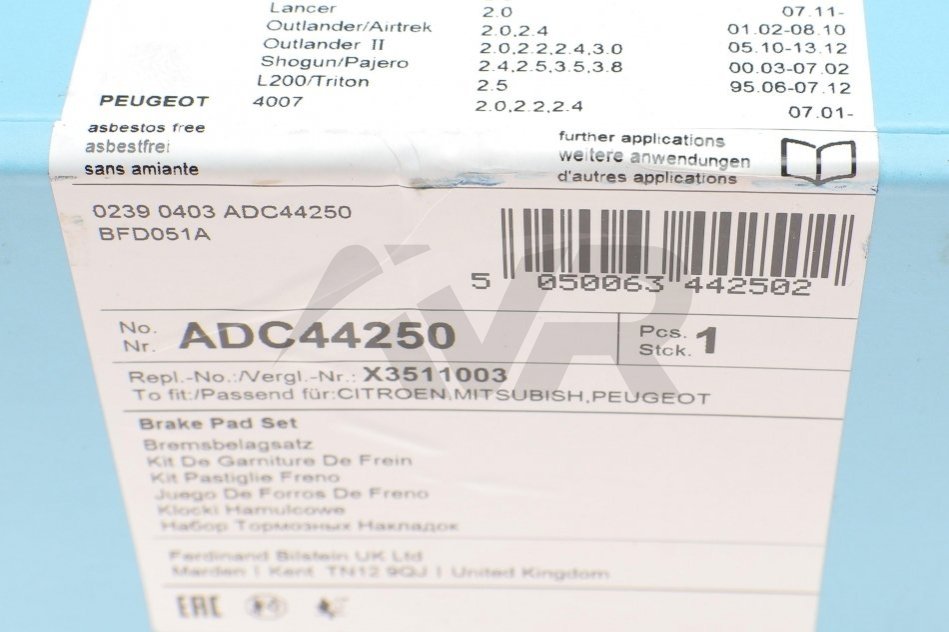 Lancer 2.0 07.11-
Outlander/Airtrek 2.0,2.4 01.02-08.10
Outlander II 2.0,2.2,2.4,3.0 05.10-13.12
Shogun/Pajero 2.4,2.5,3.5,3.8 00.03-07.02
L200/Triton 2.5 95.06-07.12
PEUGEOT 4007 2.0,2.2,2.4 07.01-
asbestos free
asbestfrei
sans amiante
further applications
weitere anwendungen
d'autres applications
0239 0403 ADC44250
BFD051A
5 050063 442502
No.
Nr. ADC44250
Pcs.
Stck. 1
Repl.-No.:/Vergl.-Nr.: X3511003
To fit:/Passend für:CITROEN,MITSUBISH,PEUGEOT
Brake Pad Set
Bremsbelagsatz
Kit De Garniture De Frein
Kit Pastiglie Freno
Juego De Forros De Freno
Klocki Hamulcowe
Набор Тормозных Накладок
Ferdinand Bilstein UK Ltd
Marden | Kent TN12 9QJ | United Kingdom
EAC
iVR